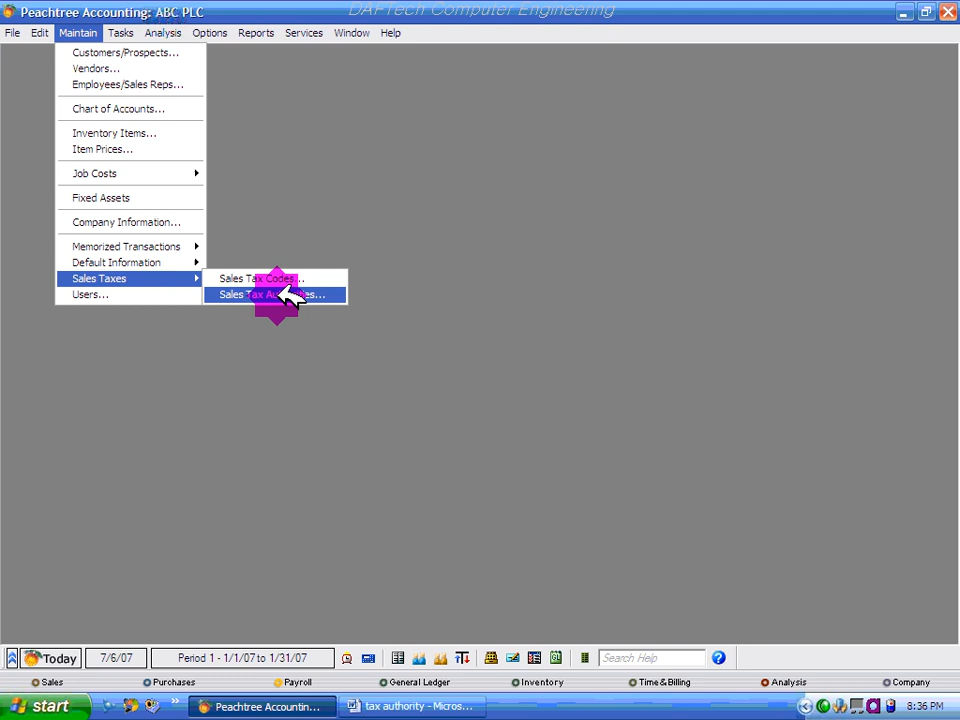 Peachtree Accounting: ABC PLC
DAFTech Computer Engineering
File Edit Maintain Tasks Analysis Options Reports Services Window Help
Customers/Prospects...
Vendors...
Employees/Sales Reps...
Chart of Accounts...
Inventory Items...
Item Prices...
Job Costs
Fixed Assets
Company Information...
Memorized Transactions
Default Information
Sales Taxes
Sales Tax Codes...
Users...
Sales Tax
Today 7/6/07 Period 1 - 1/1/07 to 1/31/07 Search Help
Sales Purchases Payroll General Ledger Inventory Time & Billing Analysis Company
start Peachtree Accountin... tax authority - Micros... 8:36 PM